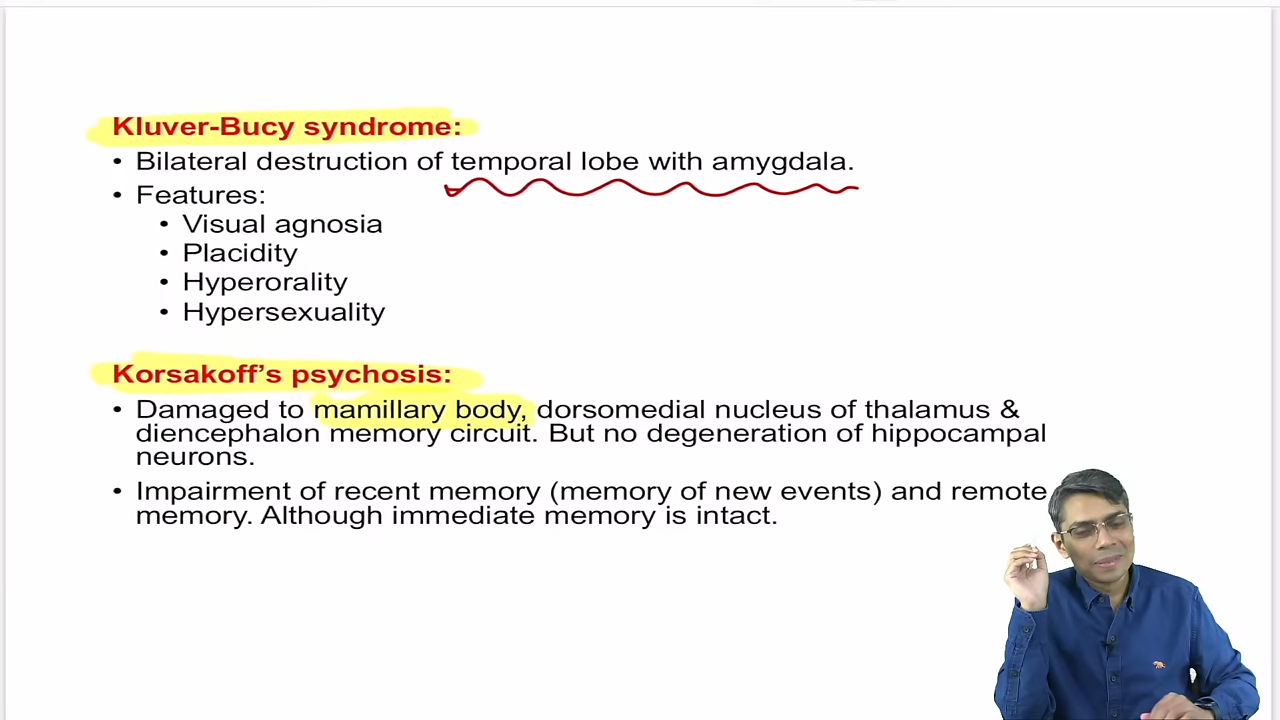 Kluver-Bucy syndrome:
• Bilateral destruction of temporal lobe with amygdala.
• Features:
• Visual agnosia
• Placidity
• Hyperorality
• Hypersexuality
Korsakoff's psychosis:
• Damaged to mamillary body, dorsomedial nucleus of thalamus &
diencephalon memory circuit. But no degeneration of hippocampal
neurons.
• Impairment of recent memory (memory of new events) and remote
memory. Although immediate memory is intact.